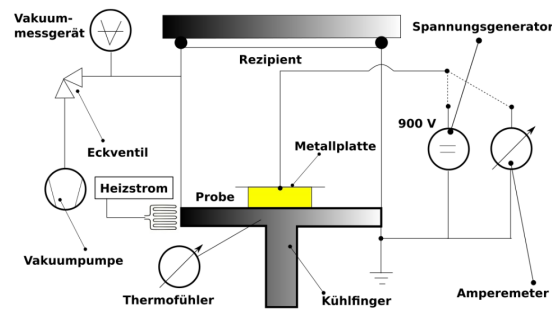 Vakuum-
messgerät
Spannungsgenerator
Rezipient
900 V
Eckventil
Metallplatte
Heizstrom
Probe
Vakuumpumpe
Thermofühler
Kühlfinger
Amperemeter